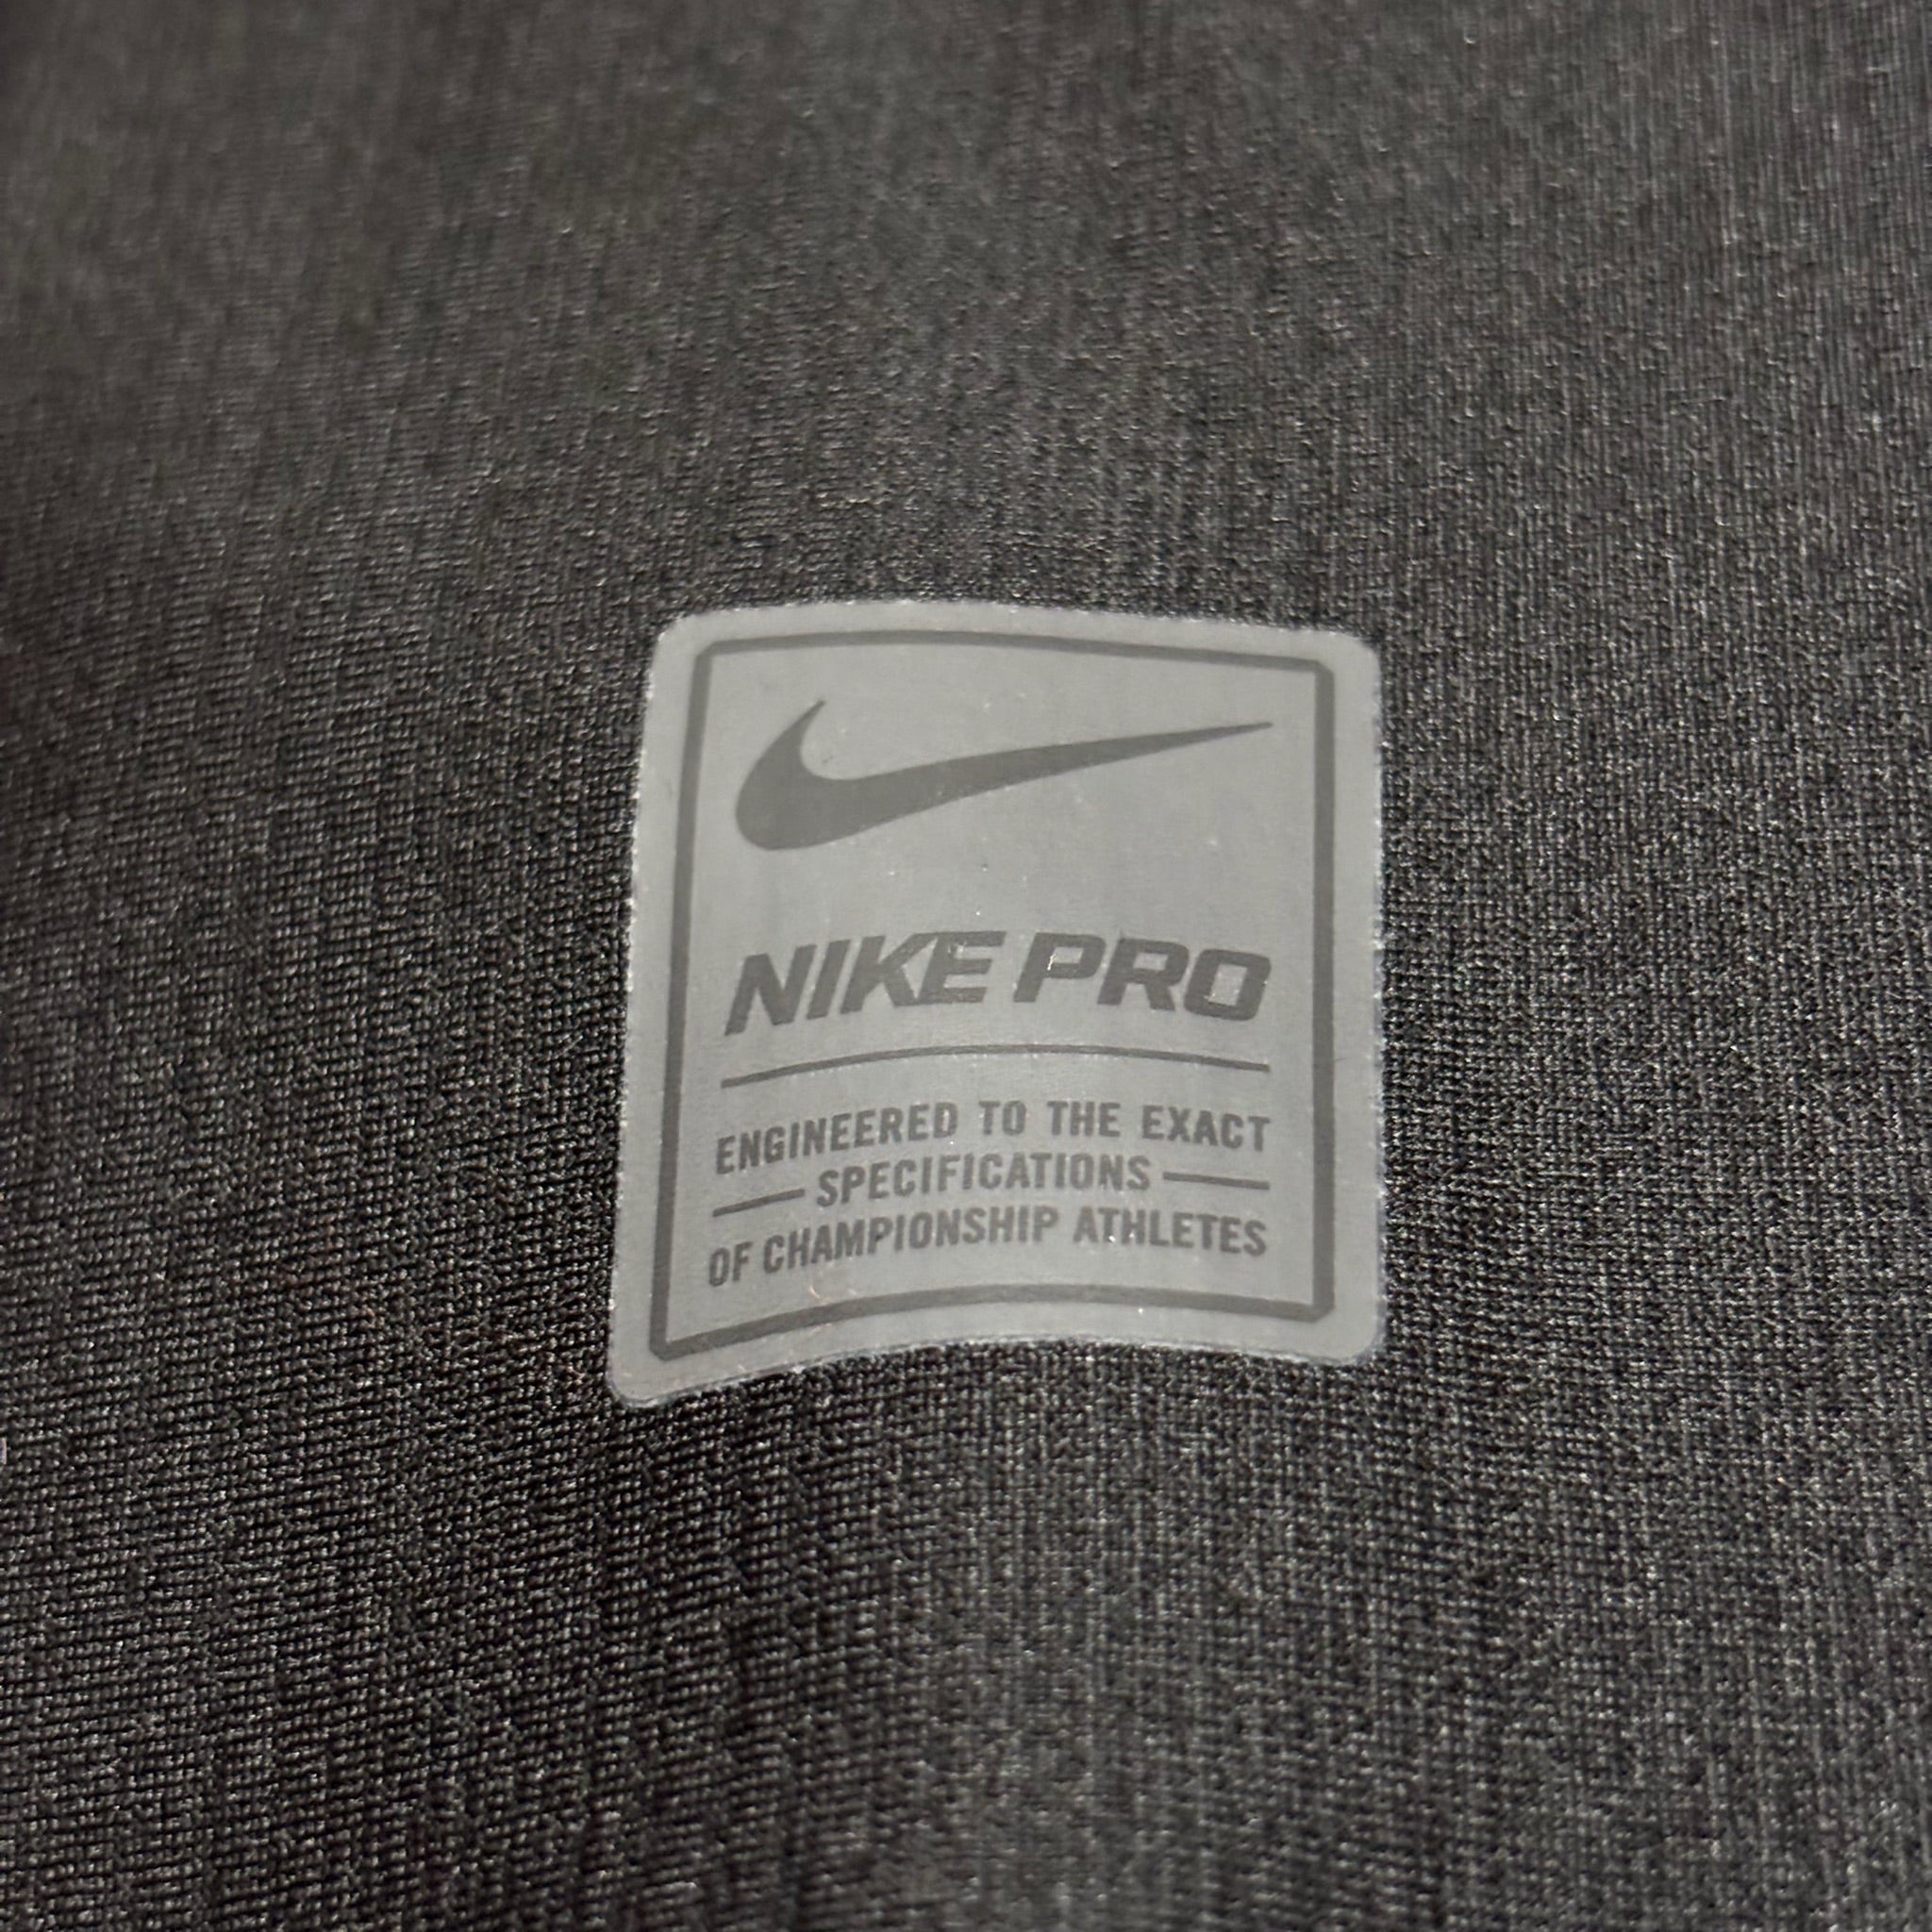 NIKE PRO
ENGINEERED TO THE EXACT
SPECIFICATIONS
OF CHAMPIONSHIP ATHLETES